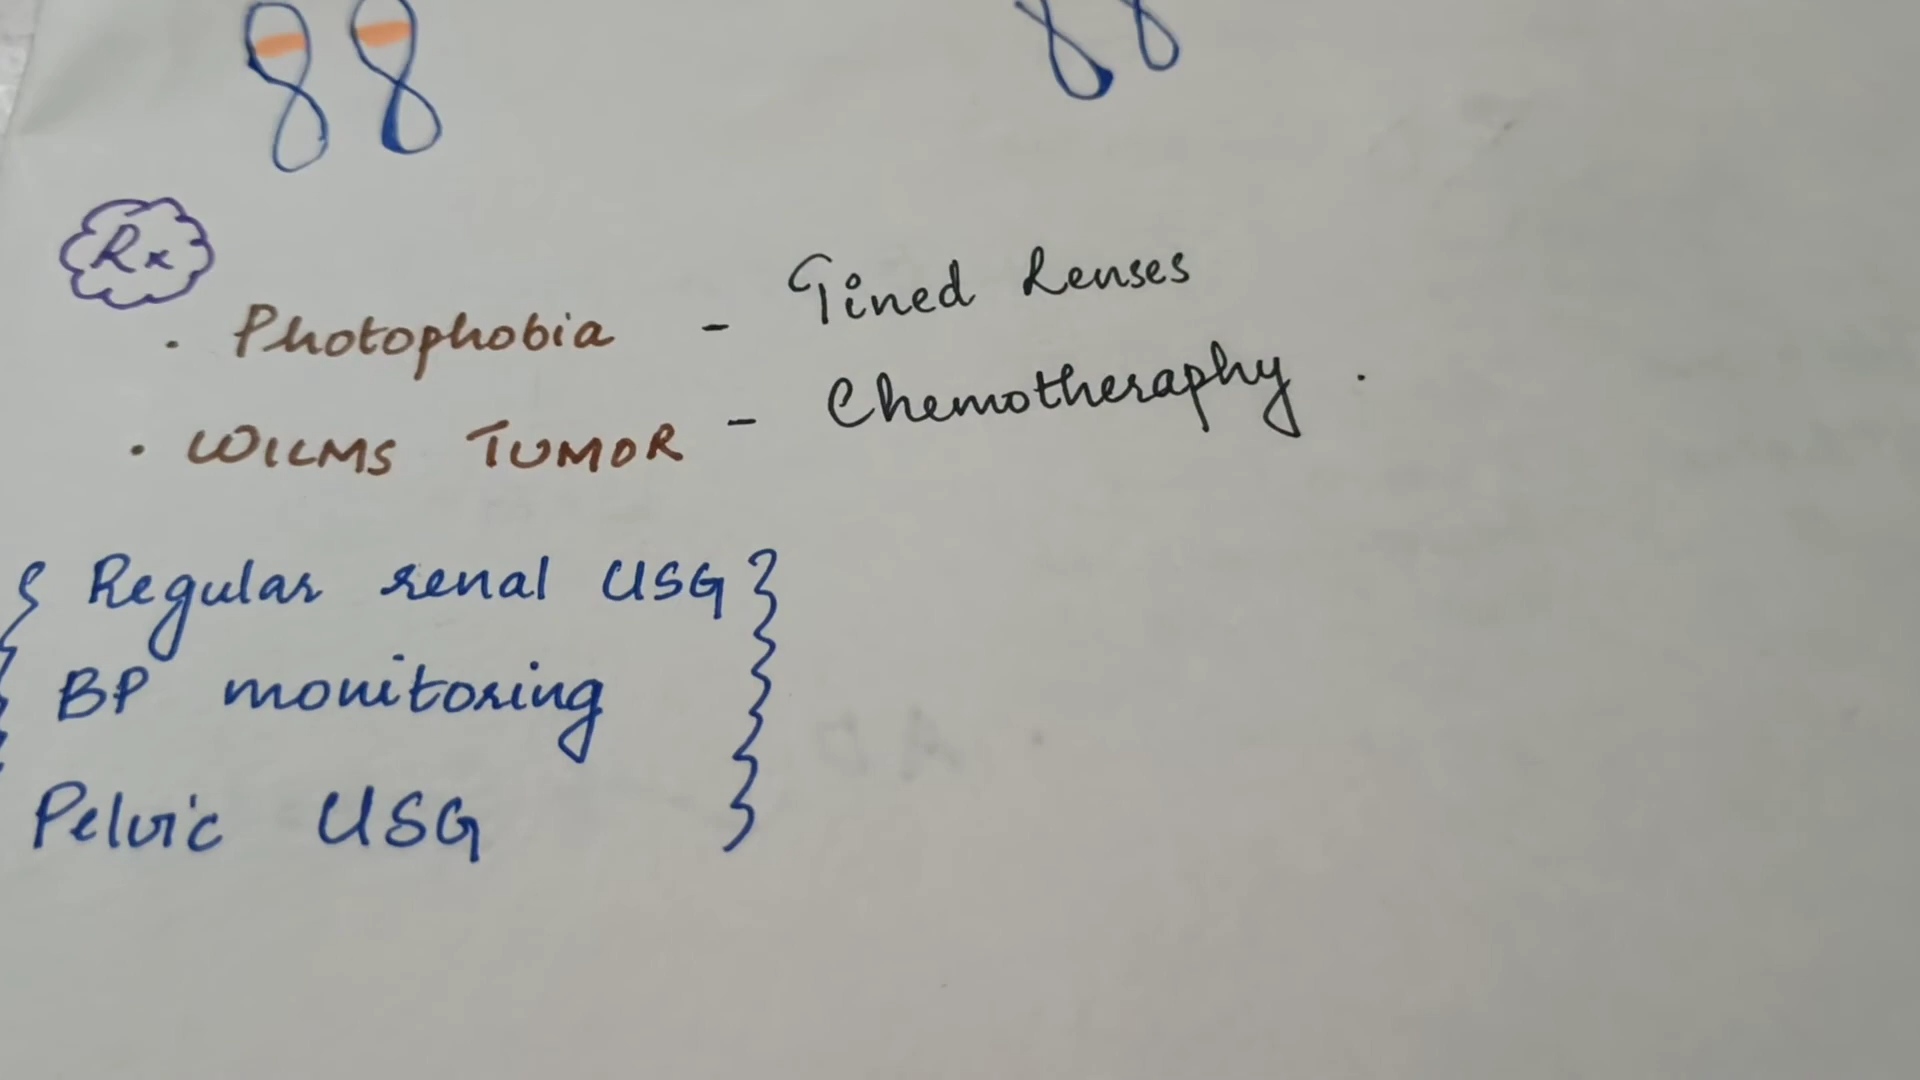 Rx
. Photophobia - Tined Lenses
. WILMS TUMOR - Chemotheraphy .
{ Regular renal USG }
BP monitoring
Pelvic USG